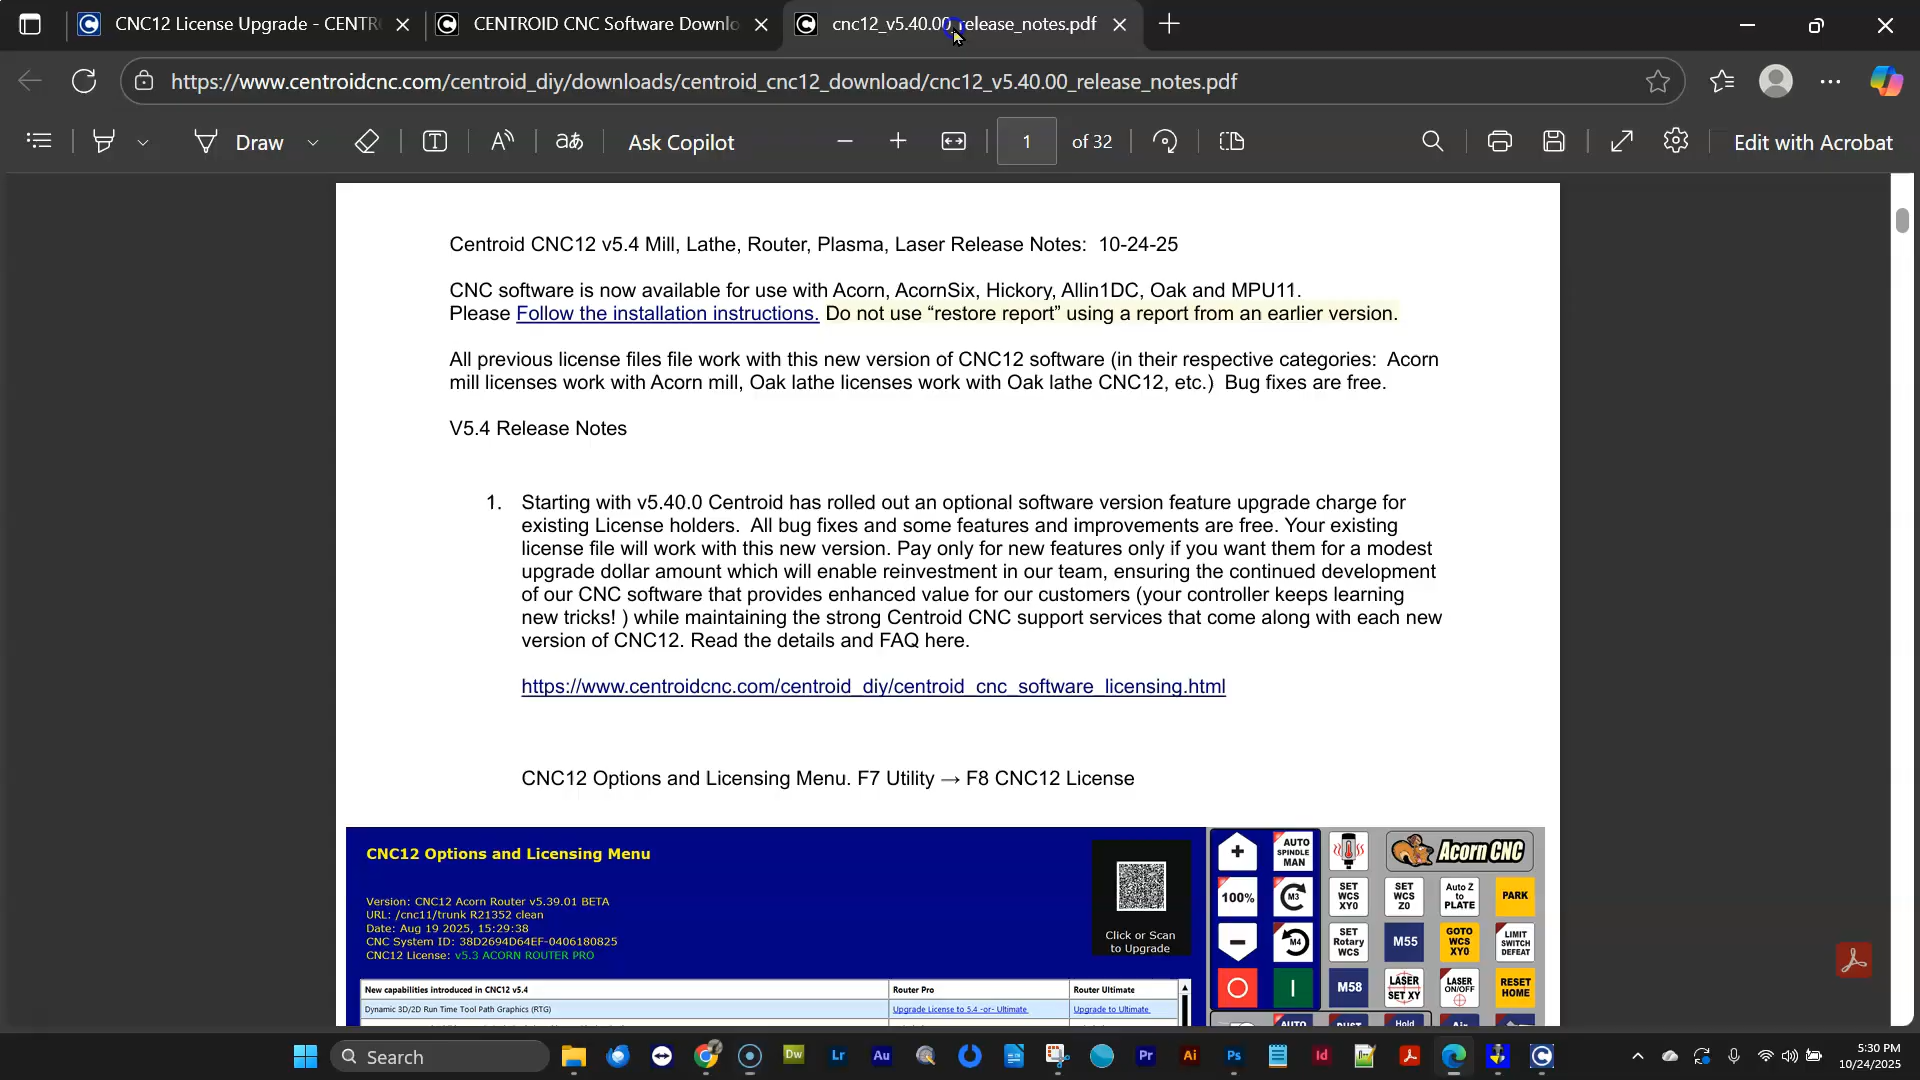 CNC12 License Upgrade - CENTR
CENTROID CNC Software Downlo
cnc12_v5.40.00_release_notes.pdf
https://www.centroidcnc.com/centroid_diy/downloads/centroid_cnc12_download/cnc12_v5.40.00_release_notes.pdf
Draw
Ask Copilot
1 of 32
Edit with Acrobat
Centroid CNC12 v5.4 Mill, Lathe, Router, Plasma, Laser Release Notes: 10-24-25
CNC software is now available for use with Acorn, AcornSix, Hickory, Allin1DC, Oak and MPU11.
Please Follow the installation instructions. Do not use “restore report” using a report from an earlier version.
All previous license files file work with this new version of CNC12 software (in their respective categories: Acorn
mill licenses work with Acorn mill, Oak lathe licenses work with Oak lathe CNC12, etc.) Bug fixes are free.
V5.4 Release Notes
1. Starting with v5.40.0 Centroid has rolled out an optional software version feature upgrade charge for
existing License holders. All bug fixes and some features and improvements are free. Your existing
license file will work with this new version. Pay only for new features only if you want them for a modest
upgrade dollar amount which will enable reinvestment in our team, ensuring the continued development
of our CNC software that provides enhanced value for our customers (your controller keeps learning
new tricks! ) while maintaining the strong Centroid CNC support services that come along with each new
version of CNC12. Read the details and FAQ here.
https://www.centroidcnc.com/centroid_diy/centroid_cnc_software_licensing.html
CNC12 Options and Licensing Menu. F7 Utility → F8 CNC12 License
CNC12 Options and Licensing Menu
Version: CNC12 Acorn Router v5.39.01 BETA
URL: /cnc11/trunk R21352 clean
Date: Aug 19 2025, 15:29:38
CNC System ID: 38D2694D64EF-0406180825
CNC12 License: v5.3 ACORN ROUTER PRO
Click or Scan
to Upgrade
New capabilities introduced in CNC12 v5.4 Router Pro Router Ultimate
Dynamic 3D/2D Run Time Tool Path Graphics (RTG) Upgrade License to 5.4 -or- Ultimate Upgrade to Ultimate
AUTO
SPINDLE
MAN
Acorn CNC
100%
M3
SET
WCS
XY0
SET
WCS
Z0
Auto Z
to
PLATE
PARK
M4
SET
Rotary
WCS
M55
GOTO
WCS
XY0
LIMIT
SWITCH
DEFEAT
M58
LASER
SET XY
LASER
ON/OFF
RESET
HOME
AUTO
Hold
Search
Dw
Lr
Au
Pr
Ai
Ps
Id
5:30 PM
10/24/2025